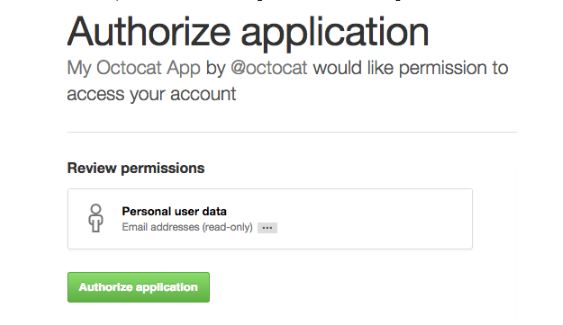 Authorize application
My Octocat App by @octocat would like permission to
access your account
Review permissions
Personal user data
Email addresses (read-only) ···
Authorize application